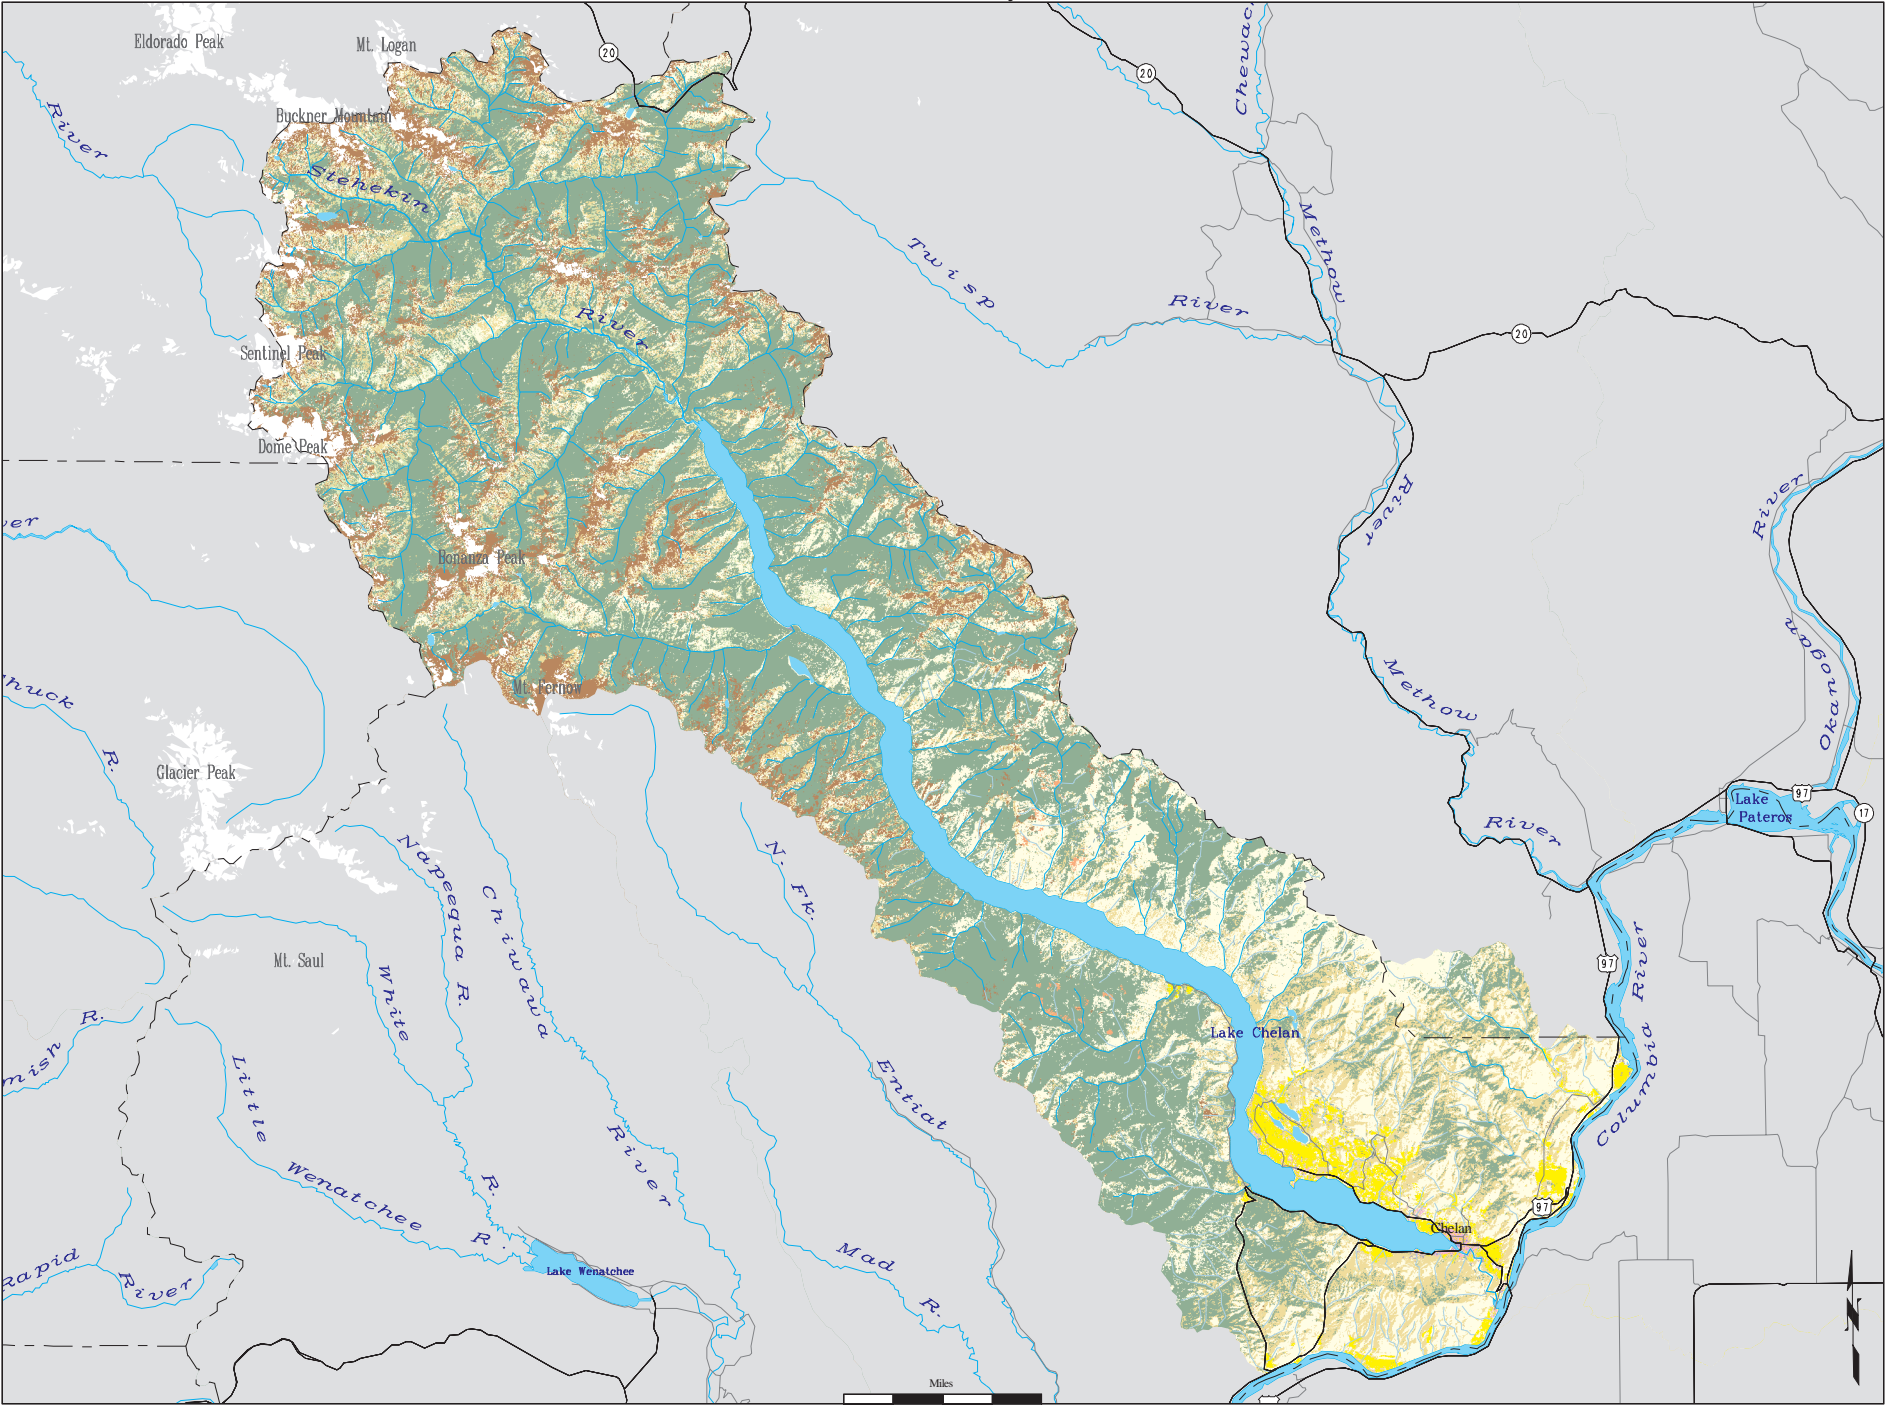 Eldorado Peak
Mt. Logan
20
20
Chewac
River
Buckner Mountain
Stehekin
Methow
Twisp
River
River
20
Sentinel Peak
Dome Peak
River
River
Bonanza Peak
Okanogan
Methow
huck
R.
Mt. Fernow
Glacier Peak
97
Lake
Pateros
17
River
Napeequa R.
Chiwawa
N. Fk.
White
Mt. Saul
97
River
Columbia
R.
mish
Lake Chelan
Little
Entiat
River
Wenatchee
R.
R.
97
Chelan
Rapid
River
Mad
R.
Lake Wenatchee
N
Miles